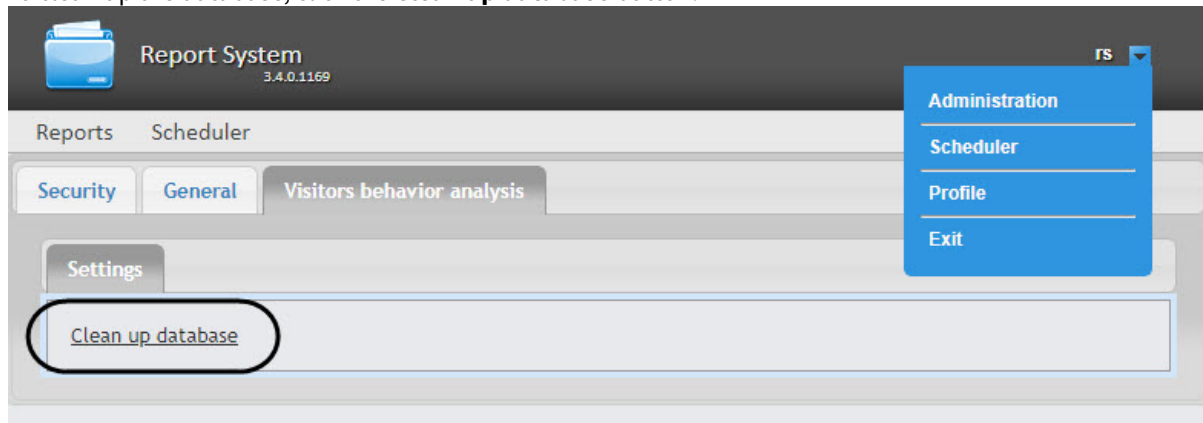 Report System
3.4.0.1169
rs
Administration
Scheduler
Profile
Exit
Reports Scheduler
Security General Visitors behavior analysis
Settings
Clean up database